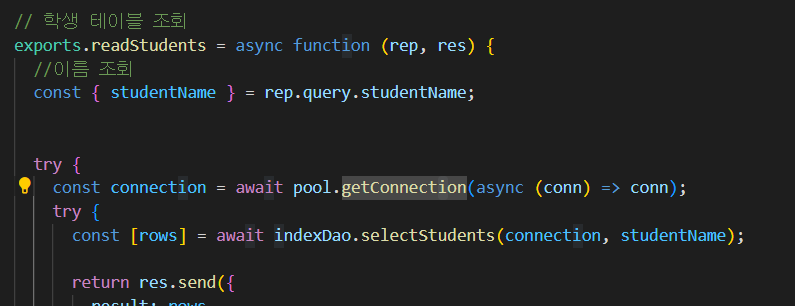 // 학생 테이블 조회
exports.readStudents = async function (rep, res) {
//이름 조회
const { studentName } = rep.query.studentName;
try {
const connection = await pool.getConnection(async (conn) => conn);
try {
const [rows] = await indexDao.selectStudents(connection, studentName);
return res.send({
result: rows